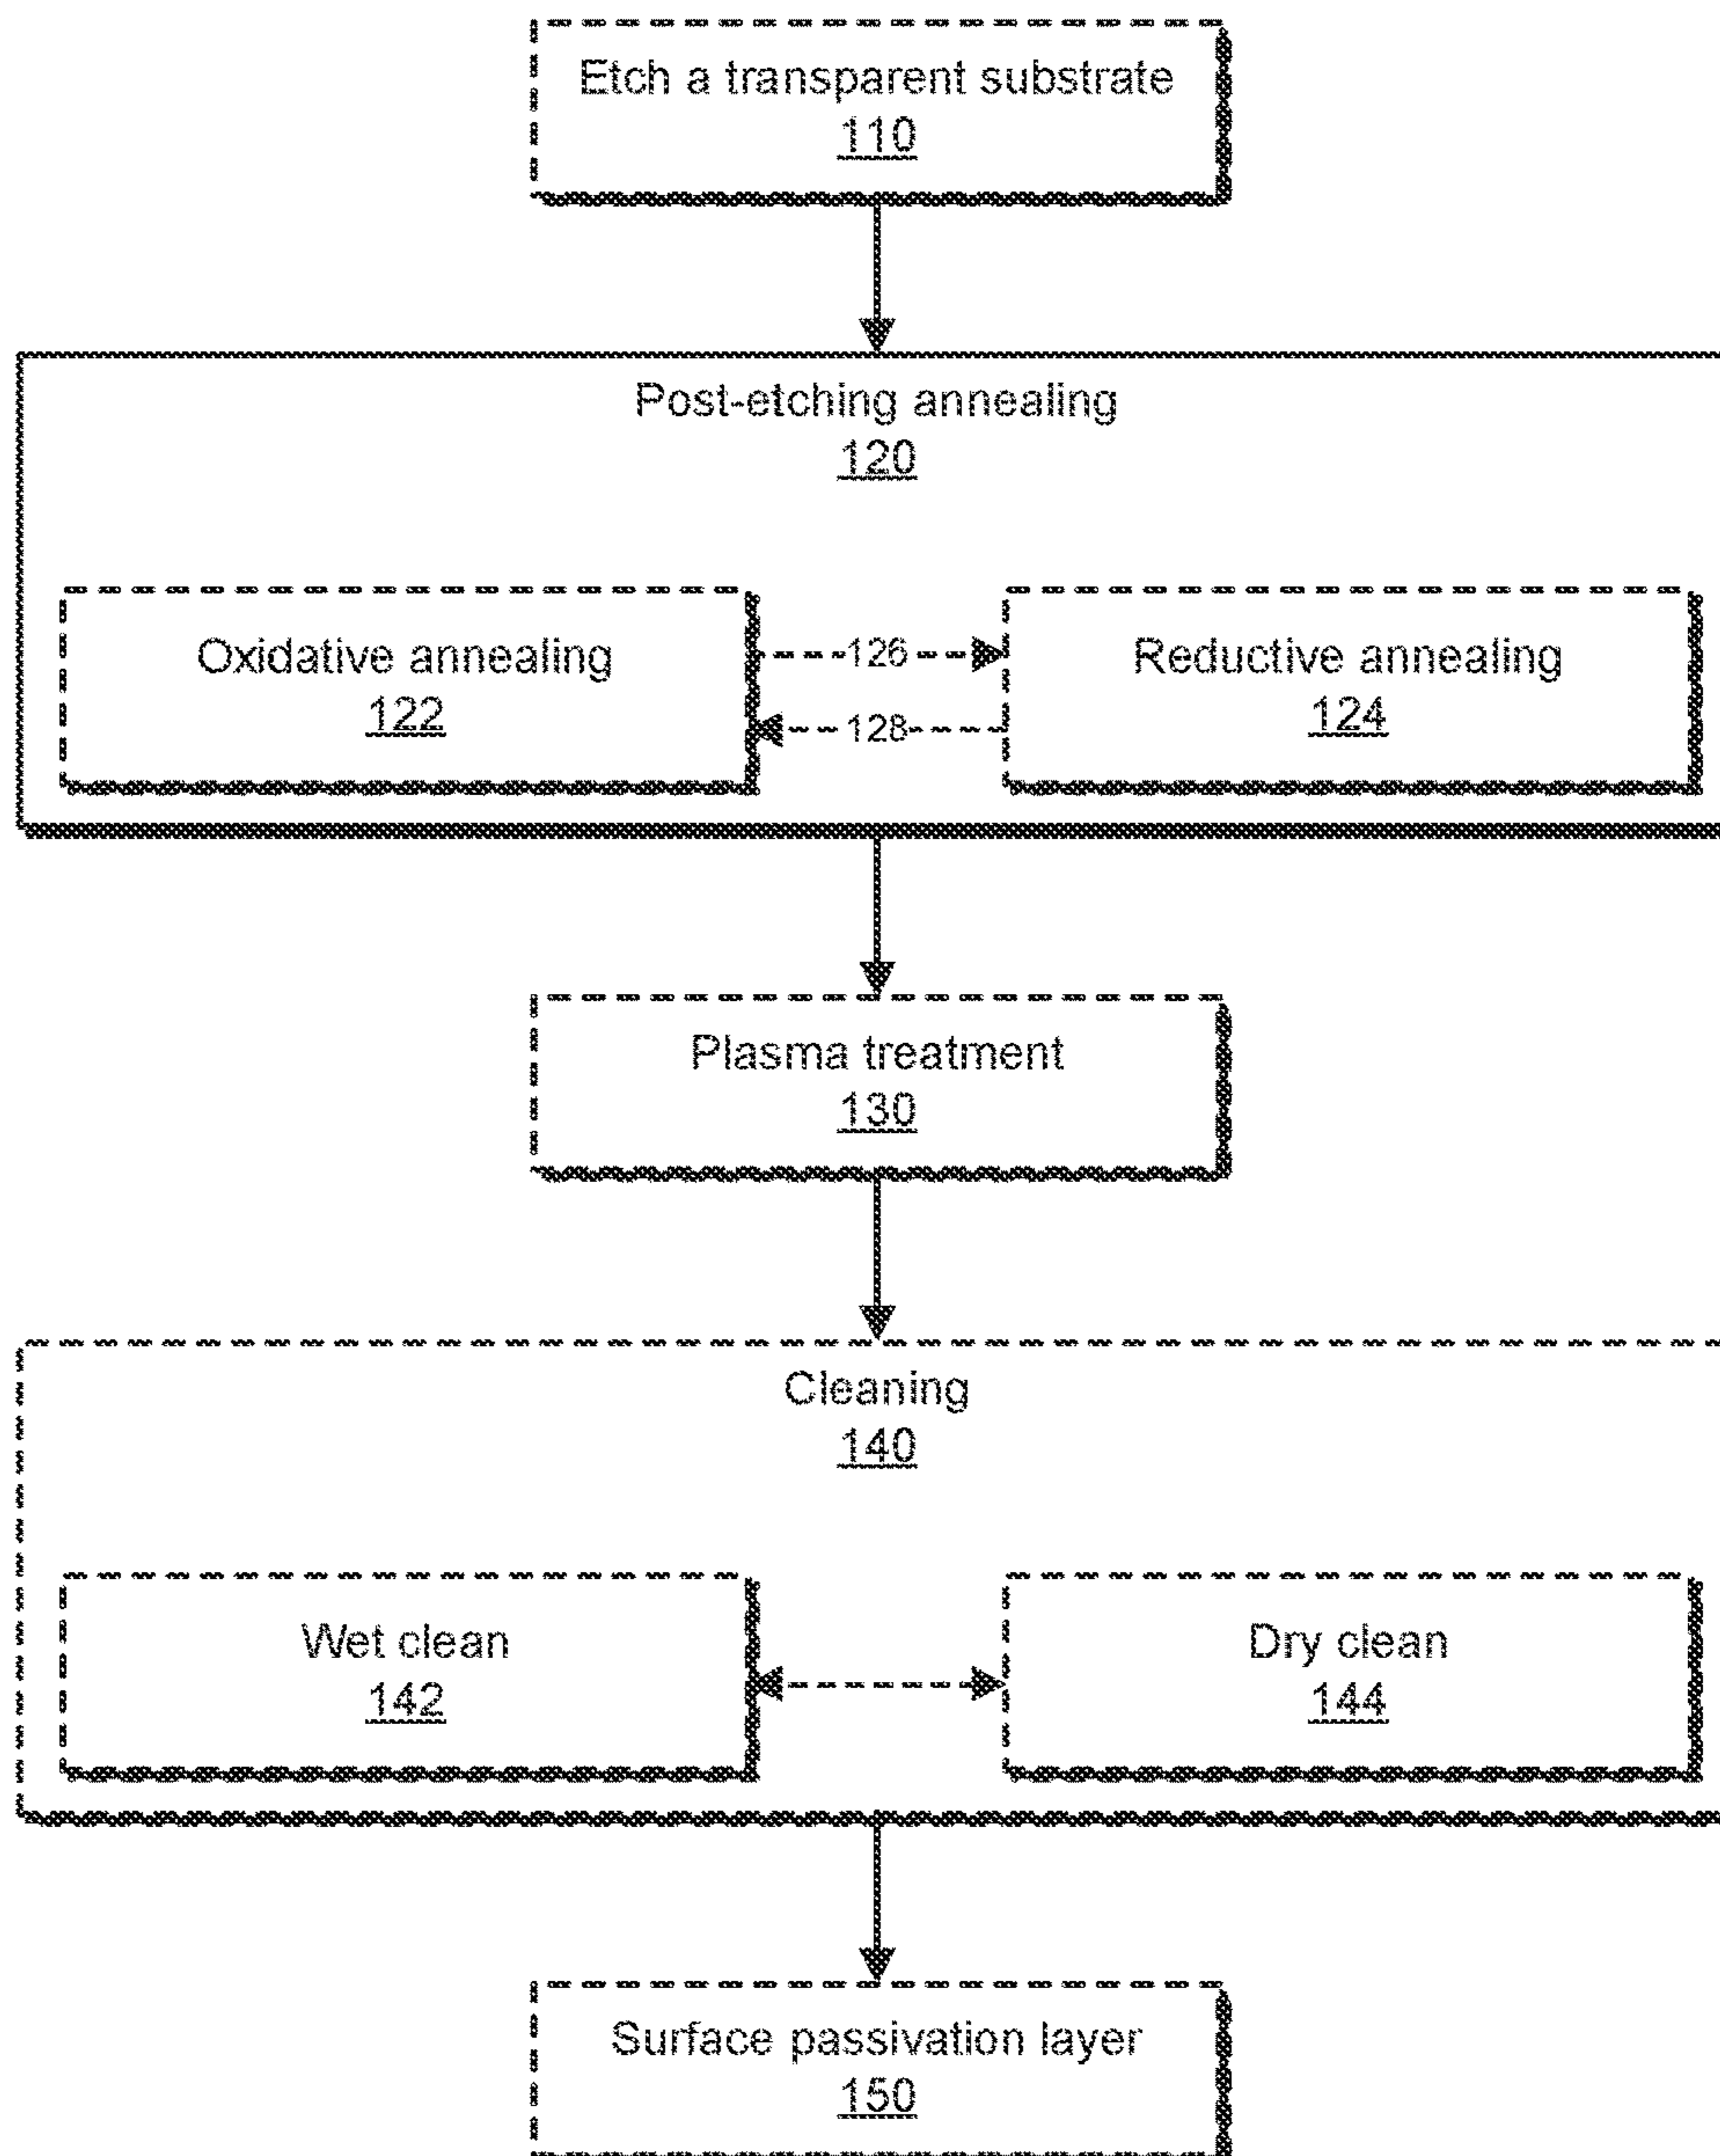 Etch a transparent substrate
110
Post-etching annealing
120
Oxidative annealing
122
126
128
Reductive annealing
124
Plasma treatment
130
Cleaning
140
Wet clean
142
Dry clean
144
Surface passivation layer
150